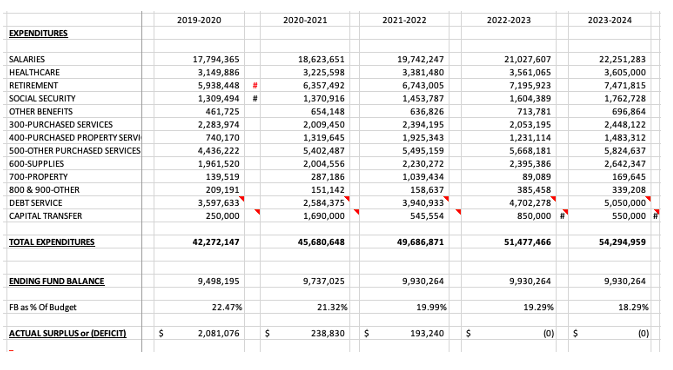 2019-2020 2020-2021 2021-2022 2022-2023 2023-2024
EXPENDITURES
SALARIES 17,794,365 18,623,651 19,742,247 21,027,607 22,251,283
HEALTHCARE 3,149,886 3,225,598 3,381,480 3,561,065 3,605,000
RETIREMENT 5,938,448 # 6,357,492 6,743,005 7,195,923 7,471,815
SOCIAL SECURITY 1,309,494 # 1,370,916 1,453,787 1,604,389 1,762,728
OTHER BENEFITS 461,725 654,148 636,826 713,781 696,864
300-PURCHASED SERVICES 2,283,974 2,009,450 2,394,195 2,053,195 2,448,122
400-PURCHASED PROPERTY SERVI 740,170 1,319,645 1,925,343 1,231,114 1,483,312
500-OTHER PURCHASED SERVICES 4,436,222 5,402,487 5,495,159 5,668,181 5,824,637
600-SUPPLIES 1,961,520 2,004,556 2,230,272 2,395,386 2,642,347
700-PROPERTY 139,519 287,186 1,039,434 89,089 169,645
800 & 900-OTHER 209,191 151,142 158,637 385,458 339,208
DEBT SERVICE 3,597,633 2,584,375 3,940,933 4,702,278 5,050,000
CAPITAL TRANSFER 250,000 1,690,000 545,554 850,000 # 550,000 #
TOTAL EXPENDITURES 42,272,147 45,680,648 49,686,871 51,477,466 54,294,959
ENDING FUND BALANCE 9,498,195 9,737,025 9,930,264 9,930,264 9,930,264
FB as % Of Budget 22.47% 21.32% 19.99% 19.29% 18.29%
ACTUAL SURPLUS or (DEFICIT) $ 2,081,076 $ 238,830 $ 193,240 $ (0) $ (0)